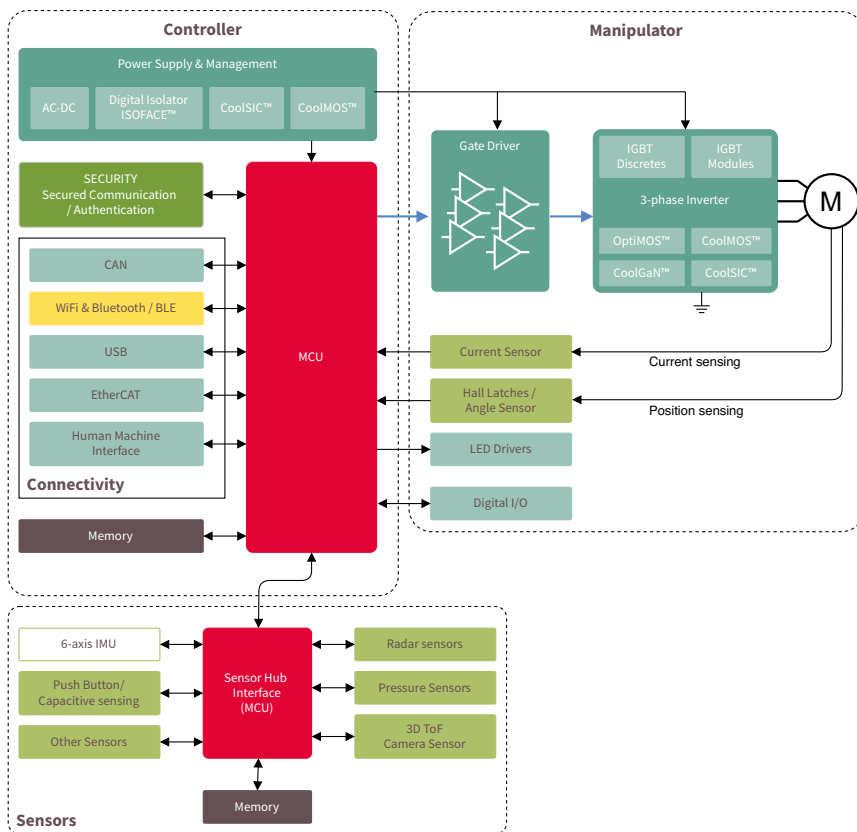 Controller
Power Supply & Management
AC-DC
Digital Isolator
ISOFACE™
CoolSIC™
CoolMOS™
SECURITY
Secured Communication
/ Authentication
CAN
WiFi & Bluetooth / BLE
USB
EtherCAT
Human Machine
Interface
Connectivity
Memory
MCU
Manipulator
Gate Driver
IGBT
Discretes
IGBT
Modules
3-phase Inverter
OptiMOS™
CoolMOS™
CoolGaN™
CoolSIC™
M
Current Sensor
Current sensing
Hall Latches /
Angle Sensor
Position sensing
LED Drivers
Digital I/O
6-axis IMU
Push Button/
Capacitive sensing
Other Sensors
Sensor Hub
Interface
(MCU)
Radar sensors
Pressure Sensors
3D ToF
Camera Sensor
Memory
Sensors